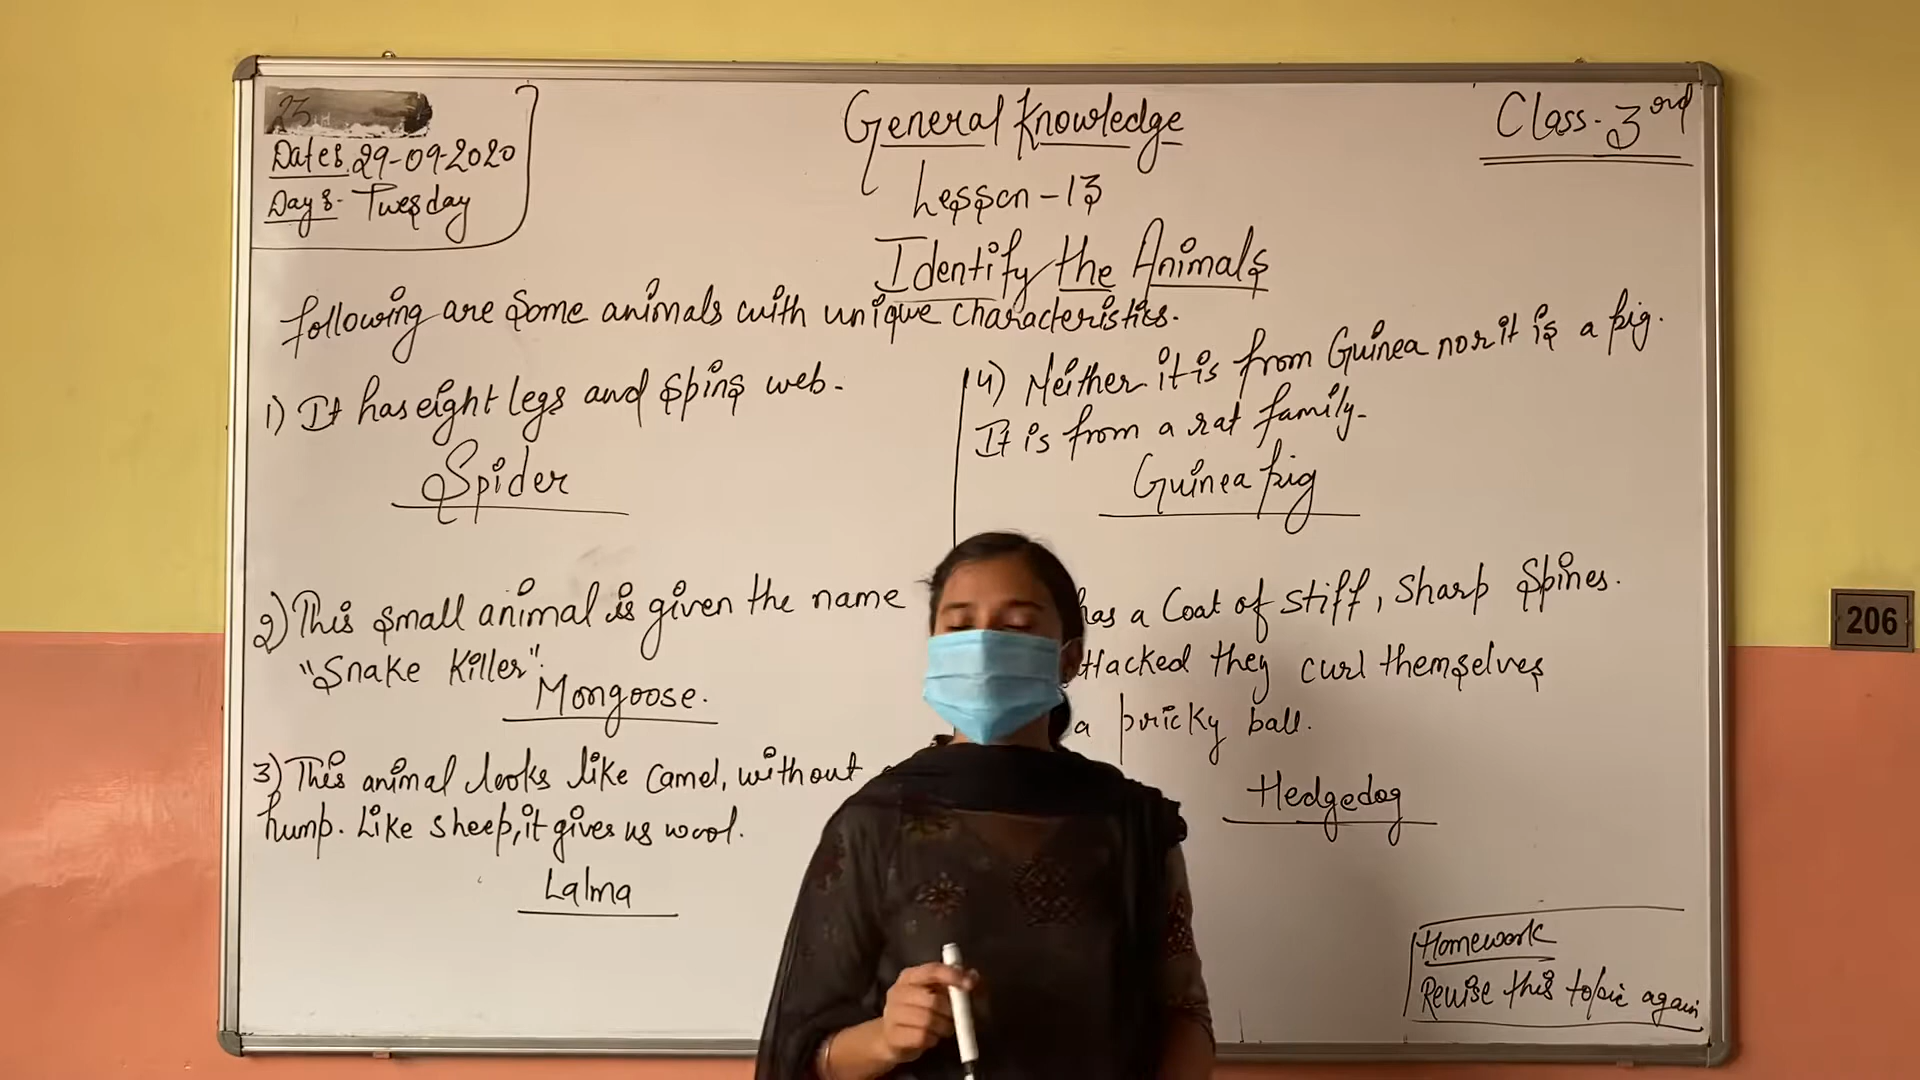 Date:- 29-09-2020
Day:- Tuesday
General Knowledge
Lesson - 13
Identify the Animals
Class - 3rd
following are some animals with unique characteristics.
1) It has eight legs and spins web.
Spider
2) This small animal is given the name
"Snake Killer".
Mongoose.
3) This animal looks like camel, without
hump. Like sheep, it gives us wool.
Lalma
4) Neither it is from Guinea nor it is a pig.
It is from a rat family.
Guinea pig
has a Coat of stiff, sharp spines.
they curl themselves
a pricky ball.
Hedgedog
Homework
Revise this topic again
206